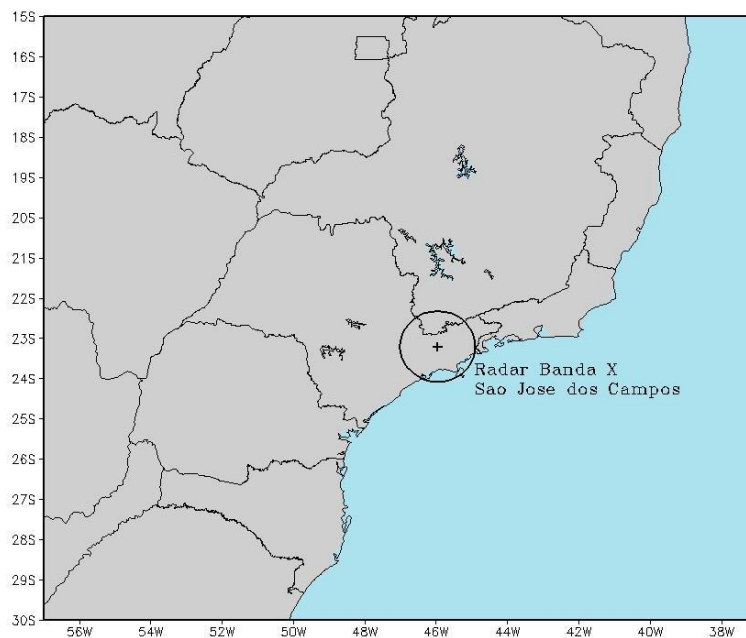 15S
16S
17S
18S
19S
20S
21S
22S
23S
24S
25S
26S
27S
28S
29S
30S
Radar Banda X
Sao Jose dos Campos
56W 54W 52W 50W 48W 46W 44W 42W 40W 38W